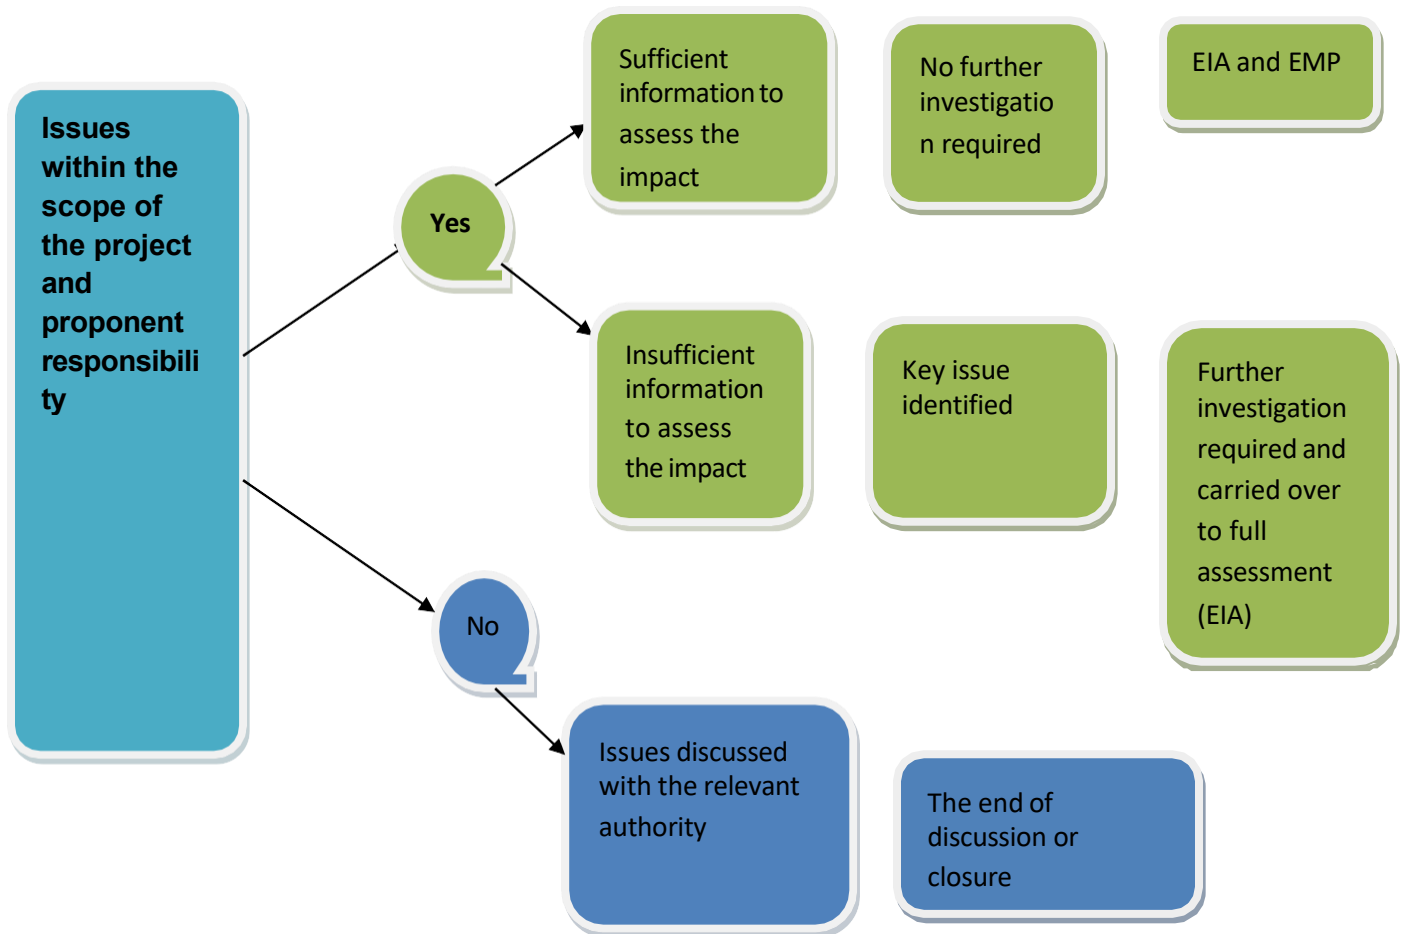 Issues
within the
scope of
the project
and
proponent
responsibili
ty
Yes
Sufficient
information to
assess the
impact
No further
investigatio
n required
EIA and EMP
Insufficient
information
to assess
the impact
Key issue
identified
Further
investigation
required and
carried over
to full
assessment
(EIA)
No
Issues discussed
with the relevant
authority
The end of
discussion or
closure